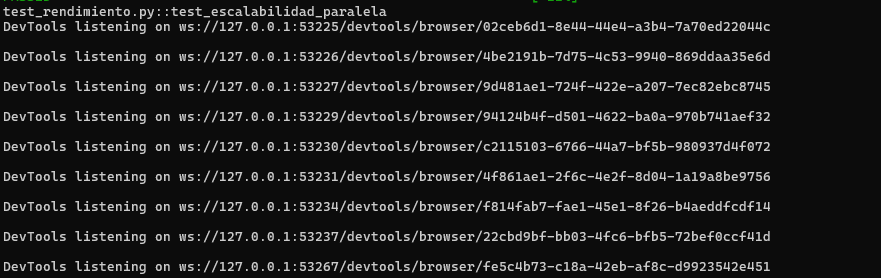 test_rendimiento.py::test_escalabilidad_paralela
DevTools listening on ws://127.0.0.1:53225/devtools/browser/02ceb6d1-8e44-44e4-a3b4-7a70ed22044c
DevTools listening on ws://127.0.0.1:53226/devtools/browser/4be2191b-7d75-4c53-9940-869ddaa35e6d
DevTools listening on ws://127.0.0.1:53227/devtools/browser/9d481ae1-724f-422e-a207-7ec82ebc8745
DevTools listening on ws://127.0.0.1:53229/devtools/browser/94124b4f-d501-4622-ba0a-970b741aef32
DevTools listening on ws://127.0.0.1:53230/devtools/browser/c2115103-6766-44a7-bf5b-980937d4f072
DevTools listening on ws://127.0.0.1:53231/devtools/browser/4f861ae1-2f6c-4e2f-8d04-1a19a8be9756
DevTools listening on ws://127.0.0.1:53234/devtools/browser/f814fab7-fae1-45e1-8f26-b4aeddfcdf14
DevTools listening on ws://127.0.0.1:53237/devtools/browser/22cbd9bf-bb03-4fc6-bfb5-72bef0ccf41d
DevTools listening on ws://127.0.0.1:53267/devtools/browser/fe5c4b73-c18a-42eb-af8c-d9923542e451